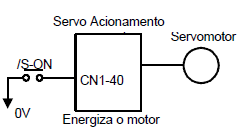 Servo Acionamento
Servomotor
/S-ON
CN1-40
0V
Energiza o motor